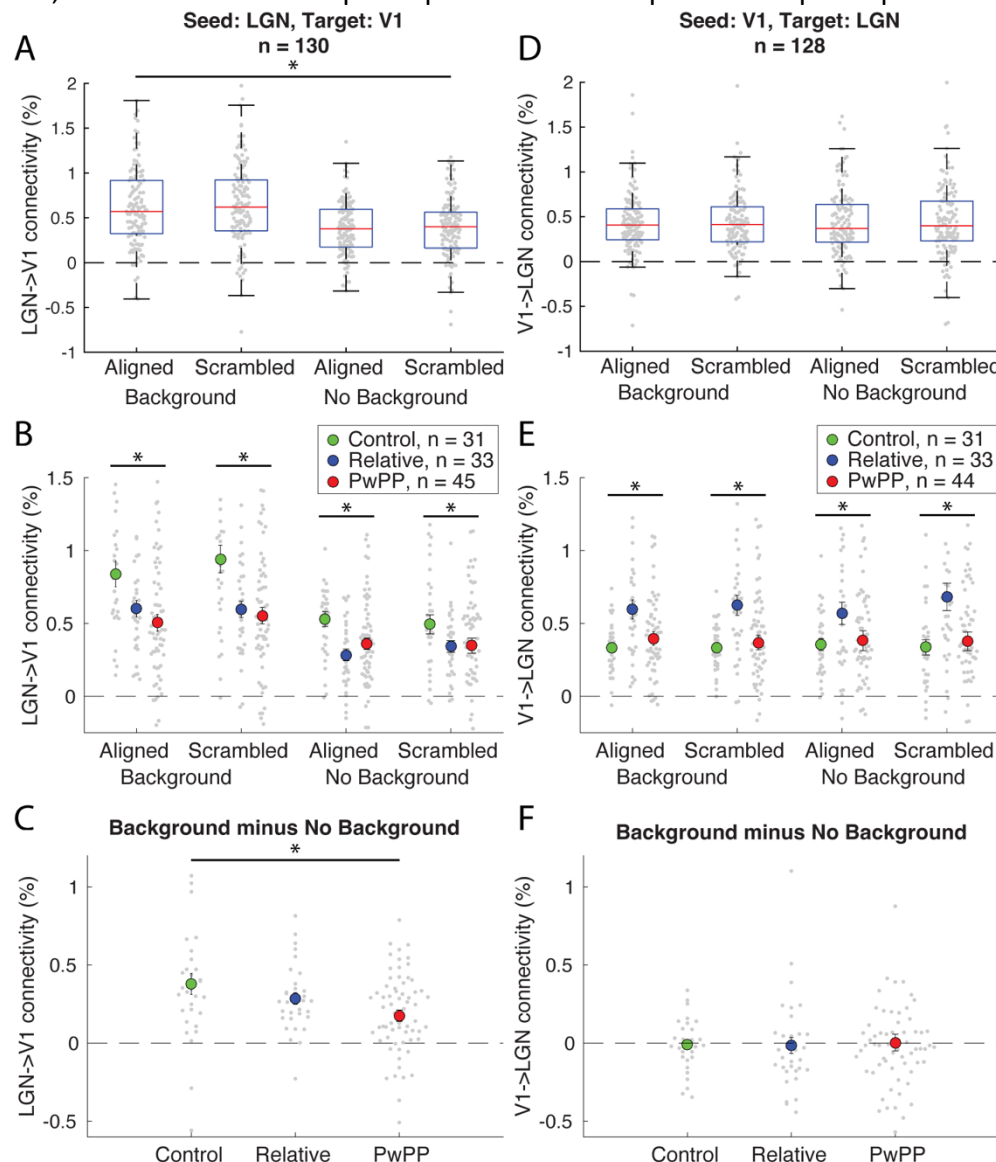 Seed: LGN, Target: V1
n = 130
A
*
LGN->V1 connectivity (%)
2
1.5
1
0.5
0
-0.5
-1
Aligned Scrambled Aligned Scrambled
Background No Background
Seed: V1, Target: LGN
n = 128
D
V1->LGN connectivity (%)
2
1.5
1
0.5
0
-0.5
-1
Aligned Scrambled Aligned Scrambled
Background No Background
B
Control, n = 31
Relative, n = 33
PwPP, n = 45
* * * *
LGN->V1 connectivity (%)
1.5
1
0.5
0
Aligned Scrambled Aligned Scrambled
Background No Background
E
Control, n = 31
Relative, n = 33
PwPP, n = 44
* * * *
V1->LGN connectivity (%)
1.5
1
0.5
0
Aligned Scrambled Aligned Scrambled
Background No Background
C
Background minus No Background
*
LGN->V1 connectivity (%)
1
0.5
0
-0.5
Control Relative PwPP
F
Background minus No Background
V1->LGN connectivity (%)
1
0.5
0
-0.5
Control Relative PwPP